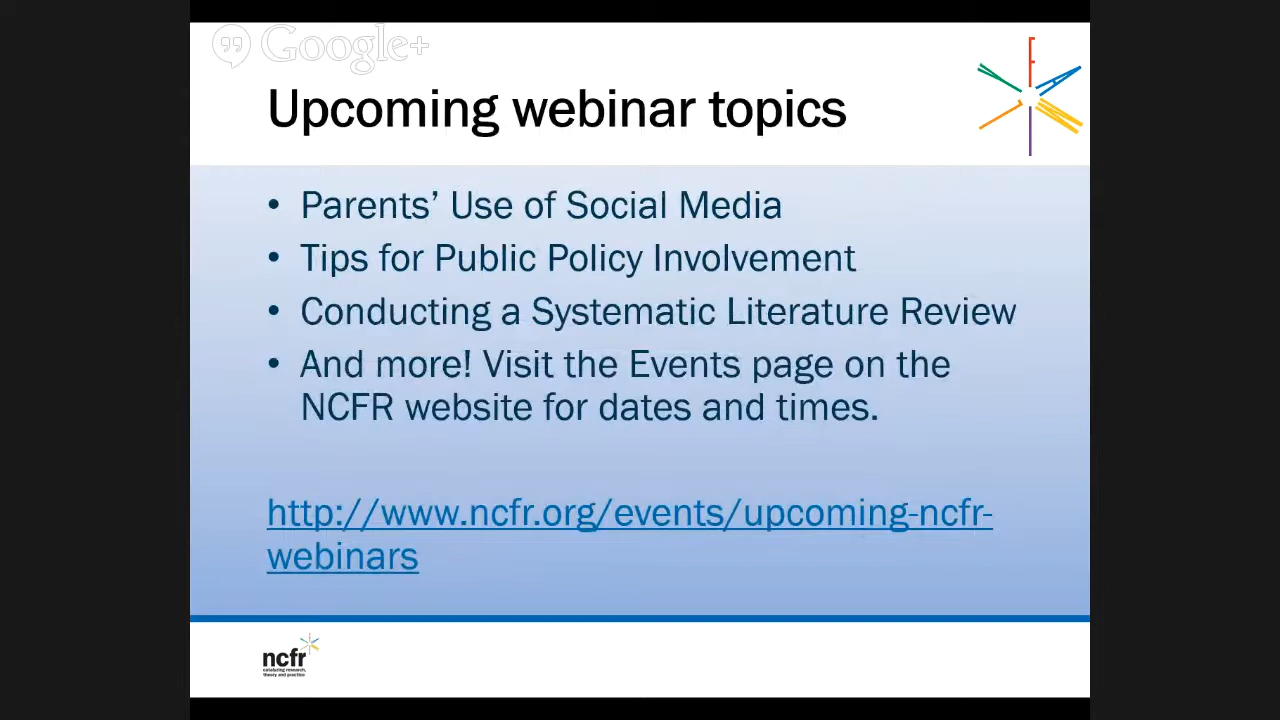 Google+
Upcoming webinar topics
• Parents’ Use of Social Media
• Tips for Public Policy Involvement
• Conducting a Systematic Literature Review
• And more! Visit the Events page on the
NCFR website for dates and times.
http://www.ncfr.org/events/upcoming-ncfr-
webinars
ncfr
catalyzing research,
theory and practice